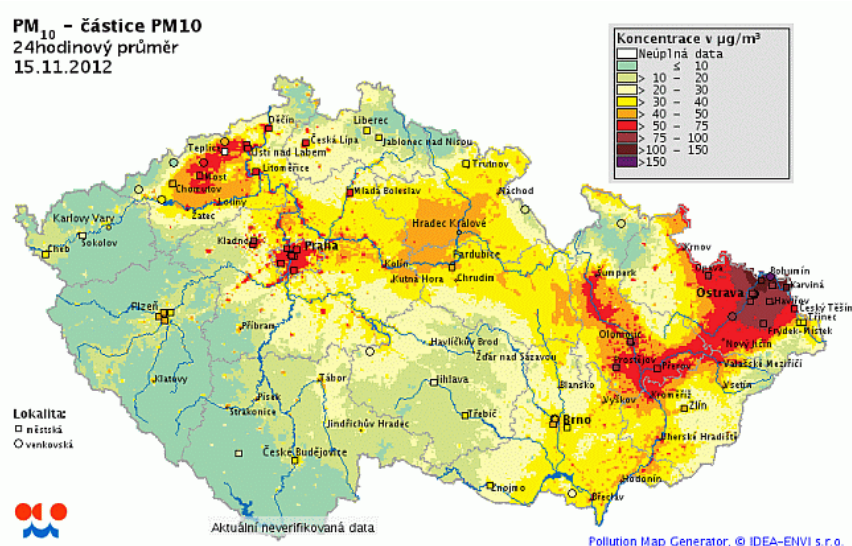 PM10 - částice PM10
24hodinový průměr
15.11.2012
Koncentrace v µg/m³
Neúplná data
≤ 10
> 10 - 20
> 20 - 30
> 30 - 40
> 40 - 50
> 50 - 75
> 75 - 100
>100 - 150
>150
Děčín
Liberec
Teplice
Ústí nad Labem
Česká Lípa
Jablonec nad Nisou
Most
Litoměřice
Trutnov
Chomutov
Mladá Boleslav
Náchod
Louny
Žatec
Karlovy Vary
Hradec Králové
Sokolov
Cheb
Kladno
Praha
Krnov
Pardubice
Kolín
Kutná Hora
Chrudim
Šumperk
Opava
Bohumín
Karviná
Ostrava
Havířov
Český Těšín
Třinec
Plzeň
Příbram
Frýdek-Místek
Olomouc
Nový Jičín
Havlíčkův Brod
Žďár nad Sázavou
Prostějov
Přerov
Valašské Meziříčí
Klatovy
Tábor
Jihlava
Blansko
Vsetín
Písek
Vyškov
Kroměříž
Zlín
Strakonice
Třebíč
Brno
Jindřichův Hradec
Uherské Hradiště
České Budějovice
Hodonín
Znojmo
Břeclav
Lokalita:
městská
venkovská
Aktuální neverifikovaná data
Pollution Map Generator, © IDEA-ENVI s.r.o.